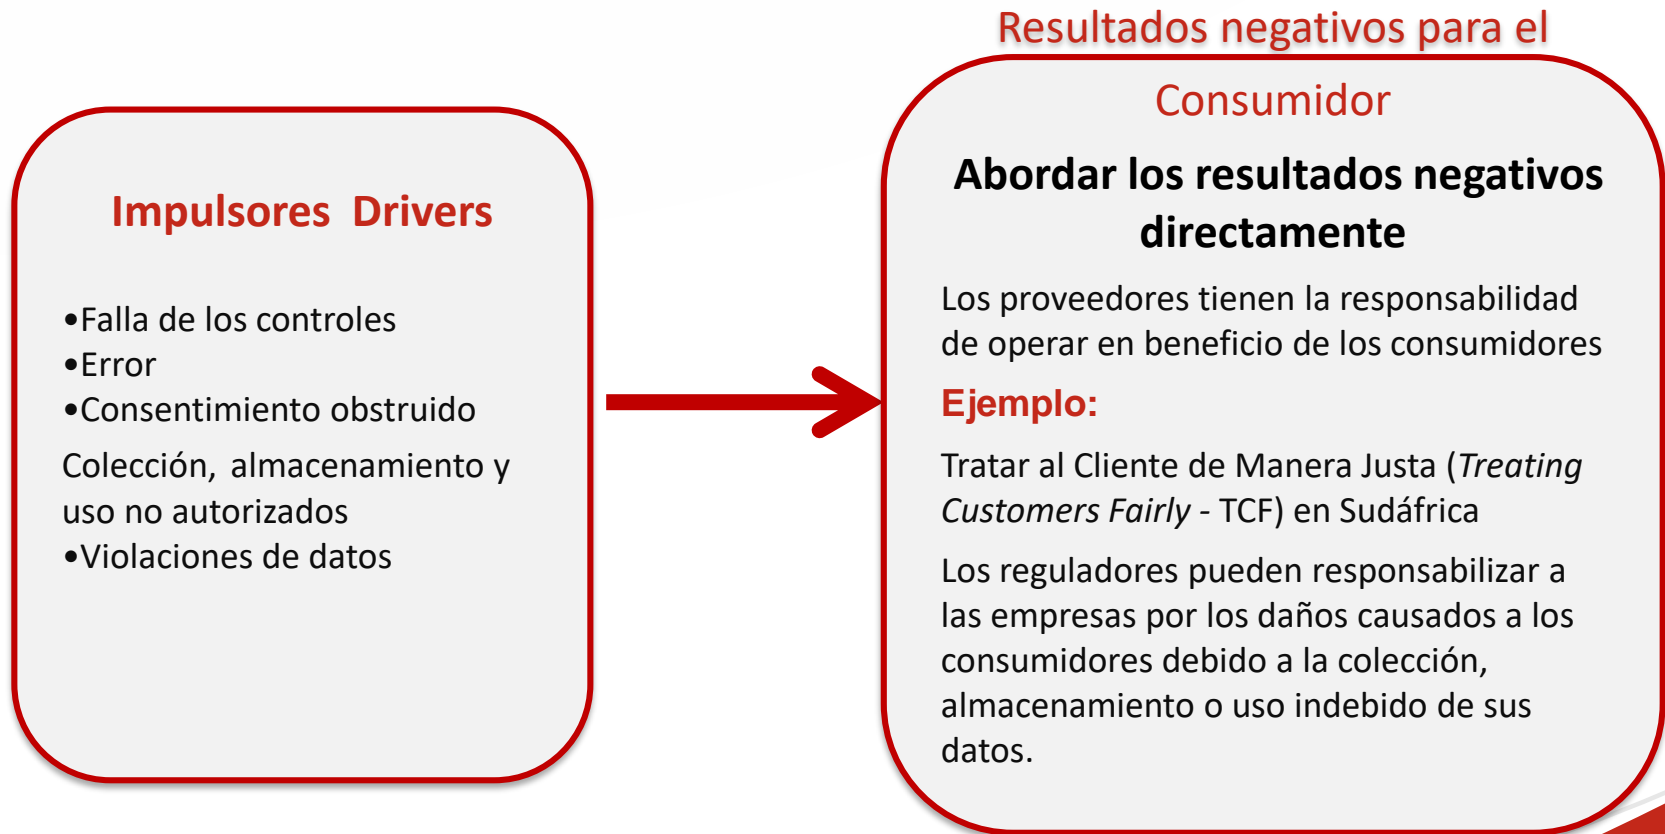 Impulsores  Drivers
•Falla de los controles
•Error
•Consentimiento obstruido
Colección, almacenamiento y
uso no autorizados
•Violaciones de datos
Resultados negativos para el
Consumidor
Abordar los resultados negativos
directamente
Los proveedores tienen la responsabilidad
de operar en beneficio de los consumidores
Ejemplo:
Tratar al Cliente de Manera Justa (Treating
Customers Fairly - TCF) en Sudáfrica
Los reguladores pueden responsabilizar a
las empresas por los daños causados a los
consumidores debido a la colección,
almacenamiento o uso indebido de sus
datos.